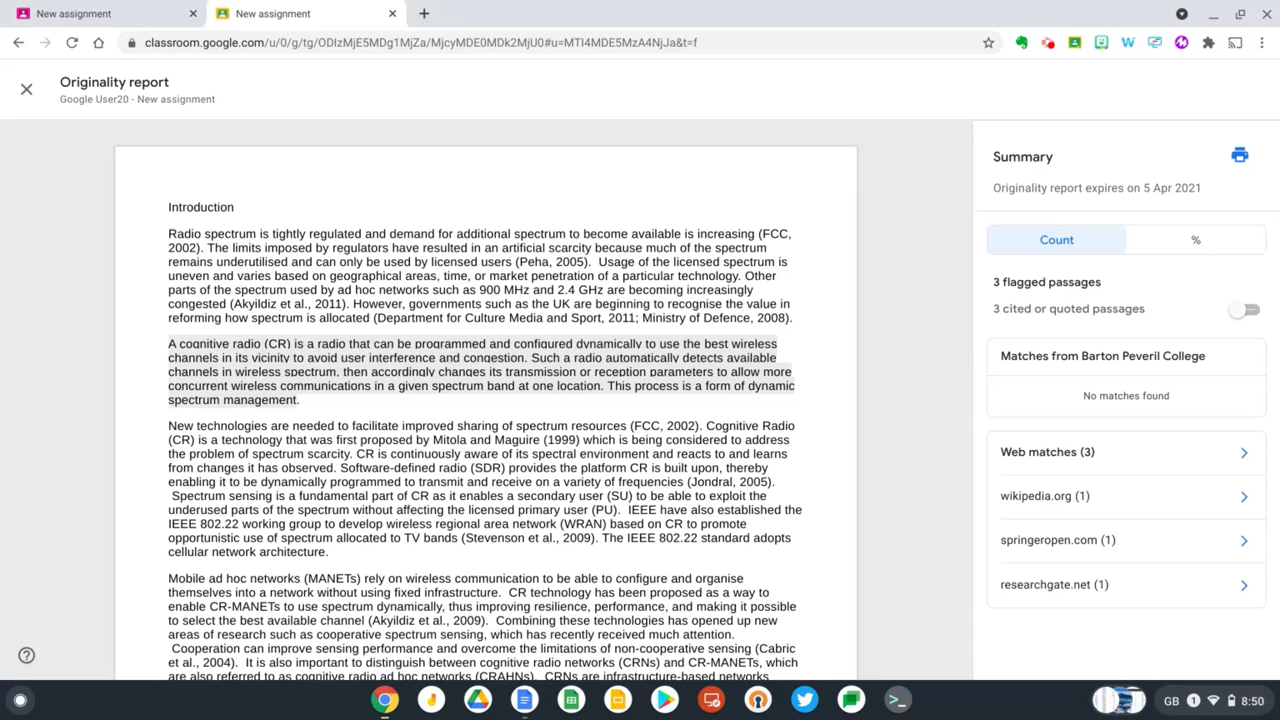 New assignment
New assignment
classroom.google.com/u/0/g/tg/ODIzMjE5MDg1MjZa/MjcyMDE0MDk2MjU0#u=MTI4MDE5MzA4NjJa&t=f
Originality report
Google User20 - New assignment
Introduction
Radio spectrum is tightly regulated and demand for additional spectrum to become available is increasing (FCC,
2002). The limits imposed by regulators have resulted in an artificial scarcity because much of the spectrum
remains underutilised and can only be used by licensed users (Peha, 2005).  Usage of the licensed spectrum is
uneven and varies based on geographical areas, time, or market penetration of a particular technology. Other
parts of the spectrum used by ad hoc networks such as 900 MHz and 2.4 GHz are becoming increasingly
congested (Akyildiz et al., 2011). However, governments such as the UK are beginning to recognise the value in
reforming how spectrum is allocated (Department for Culture Media and Sport, 2011; Ministry of Defence, 2008).
A cognitive radio (CR) is a radio that can be programmed and configured dynamically to use the best wireless
channels in its vicinity to avoid user interference and congestion. Such a radio automatically detects available
channels in wireless spectrum, then accordingly changes its transmission or reception parameters to allow more
concurrent wireless communications in a given spectrum band at one location. This process is a form of dynamic
spectrum management.
New technologies are needed to facilitate improved sharing of spectrum resources (FCC, 2002). Cognitive Radio
(CR) is a technology that was first proposed by Mitola and Maguire (1999) which is being considered to address
the problem of spectrum scarcity. CR is continuously aware of its spectral environment and reacts to and learns
from changes it has observed. Software-defined radio (SDR) provides the platform CR is built upon, thereby
enabling it to be dynamically programmed to transmit and receive on a variety of frequencies (Jondral, 2005).
Spectrum sensing is a fundamental part of CR as it enables a secondary user (SU) to be able to exploit the
underused parts of the spectrum without affecting the licensed primary user (PU).  IEEE have also established the
IEEE 802.22 working group to develop wireless regional area network (WRAN) based on CR to promote
opportunistic use of spectrum allocated to TV bands (Stevenson et al., 2009). The IEEE 802.22 standard adopts
cellular network architecture.
Mobile ad hoc networks (MANETs) rely on wireless communication to be able to configure and organise
themselves into a network without using fixed infrastructure.  CR technology has been proposed as a way to
enable CR-MANETs to use spectrum dynamically, thus improving resilience, performance, and making it possible
to select the best available channel (Akyildiz et al., 2009).  Combining these technologies has opened up new
areas of research such as cooperative spectrum sensing, which has recently received much attention.
Cooperation can improve sensing performance and overcome the limitations of non-cooperative sensing (Cabric
et al., 2004).  It is also important to distinguish between cognitive radio networks (CRNs) and CR-MANETs, which
are also referred to as cognitive radio ad hoc networks (CRAHNs).  CRNs are infrastructure-based networks
Summary
Originality report expires on 5 Apr 2021
Count
%
3 flagged passages
3 cited or quoted passages
Matches from Barton Peveril College
No matches found
Web matches (3)
wikipedia.org (1)
springeropen.com (1)
researchgate.net (1)
GB 1 8:50